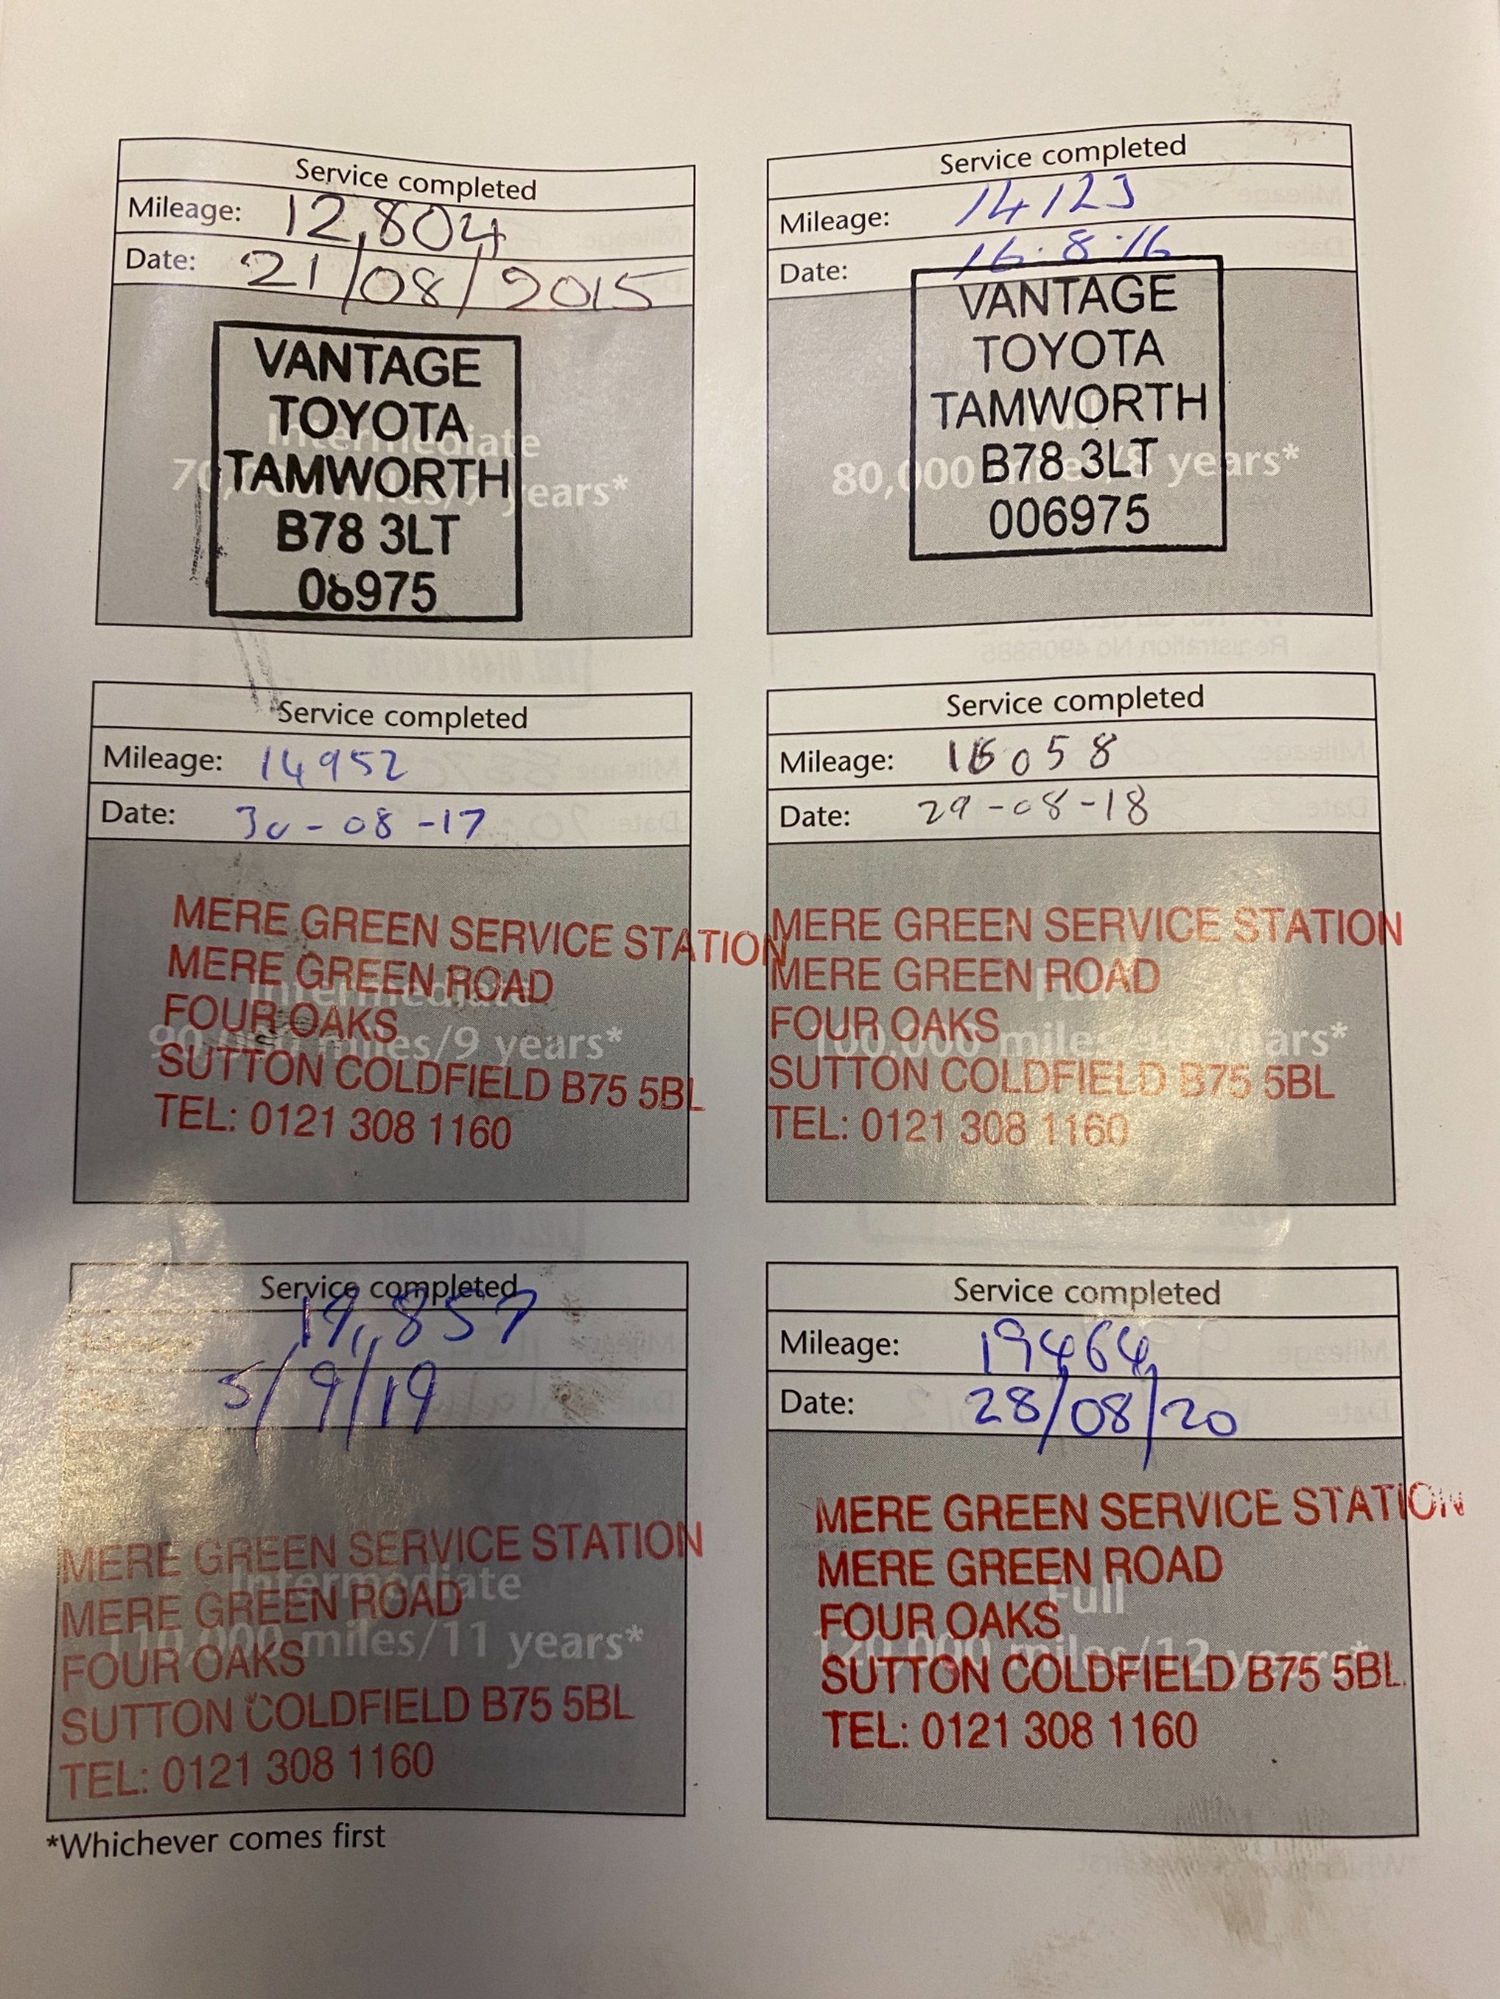 Service completed
Mileage: 12,804
Date: 21/08/2015
VANTAGE
TOYOTA
TAMWORTH
B78 3LT
06975
Intermediate
70,000 miles/7 years*
Service completed
Mileage: 14123
Date: 16.8.16
VANTAGE
TOYOTA
TAMWORTH
B78 3LT
006975
Full
80,000 miles/8 years*
Service completed
Mileage: 14952
Date: 30-08-17
MERE GREEN SERVICE STATION
MERE GREEN ROAD
FOUR OAKS
SUTTON COLDFIELD B75 5BL
TEL: 0121 308 1160
Intermediate
90,000 miles/9 years*
Service completed
Mileage: 16058
Date: 29-08-18
MERE GREEN SERVICE STATION
MERE GREEN ROAD
FOUR OAKS
SUTTON COLDFIELD B75 5BL
TEL: 0121 308 1160
Full
100,000 miles/10 years*
Service completed
5/9/19
MERE GREEN SERVICE STATION
MERE GREEN ROAD
FOUR OAKS
SUTTON COLDFIELD B75 5BL
TEL: 0121 308 1160
Intermediate
110,000 miles/11 years*
Service completed
Mileage: 19464
Date: 28/08/20
MERE GREEN SERVICE STATION
MERE GREEN ROAD
FOUR OAKS
SUTTON COLDFIELD B75 5BL
TEL: 0121 308 1160
Full
120,000 miles/12 years*
*Whichever comes first